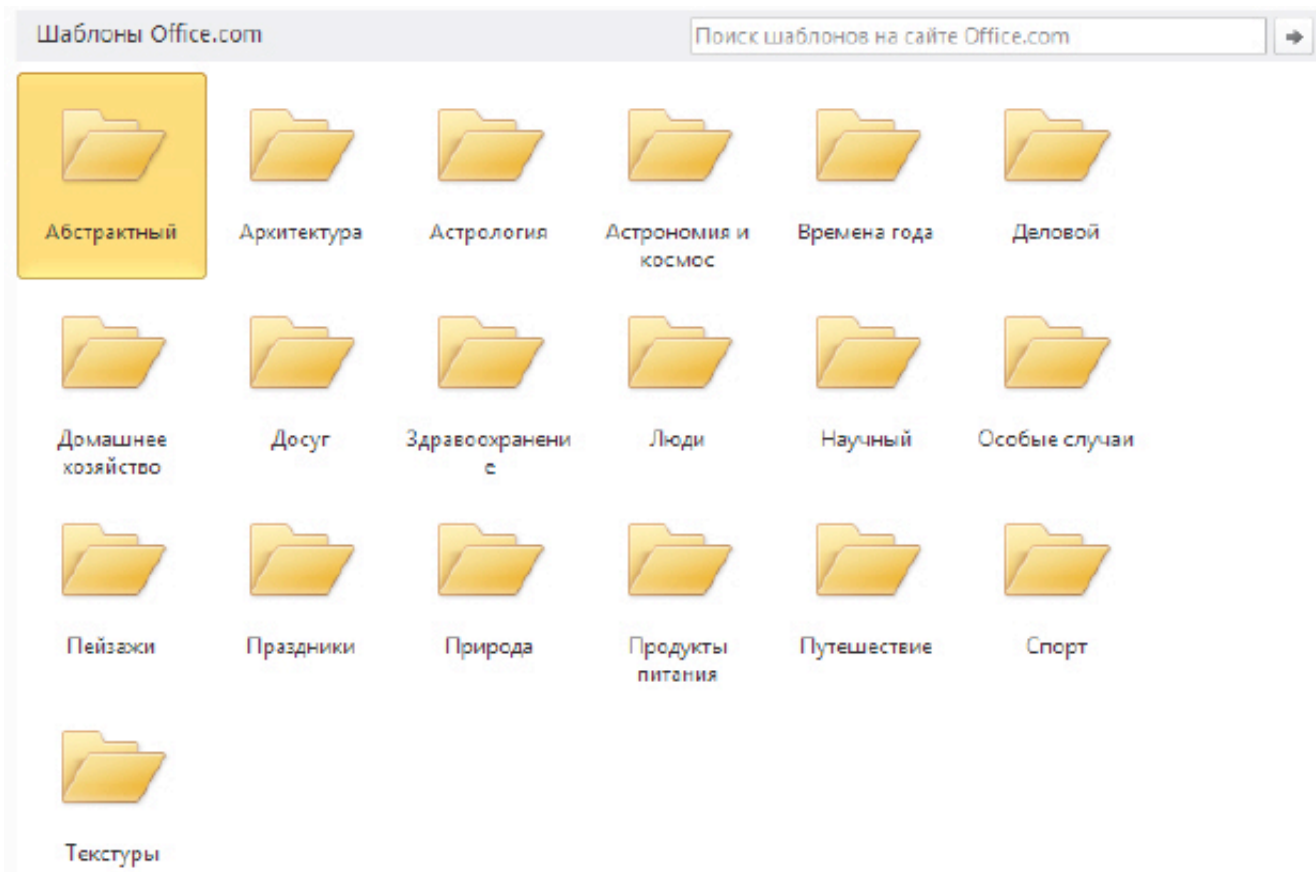 Шаблоны Office.com
Поиск шаблонов на сайте Office.com
Абстрактный
Архитектура
Астрология
Астрономия и
космос
Времена года
Деловой
Домашнее
хозяйство
Досуг
Здравоохранени
е
Люди
Научный
Особые случаи
Пейзажи
Праздники
Природа
Продукты
питания
Путешествие
Спорт
Текстуры